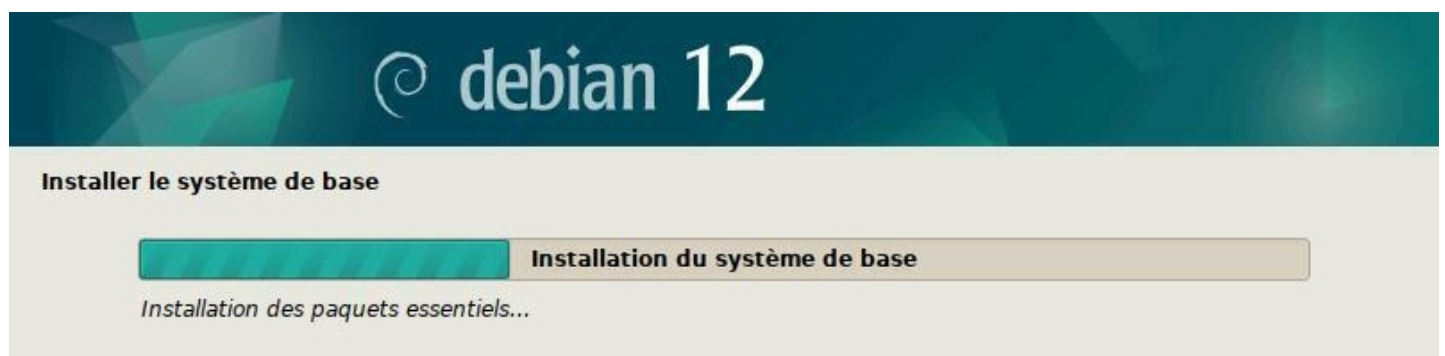 debian 12
Installer le système de base
Installation du système de base
Installation des paquets essentiels...